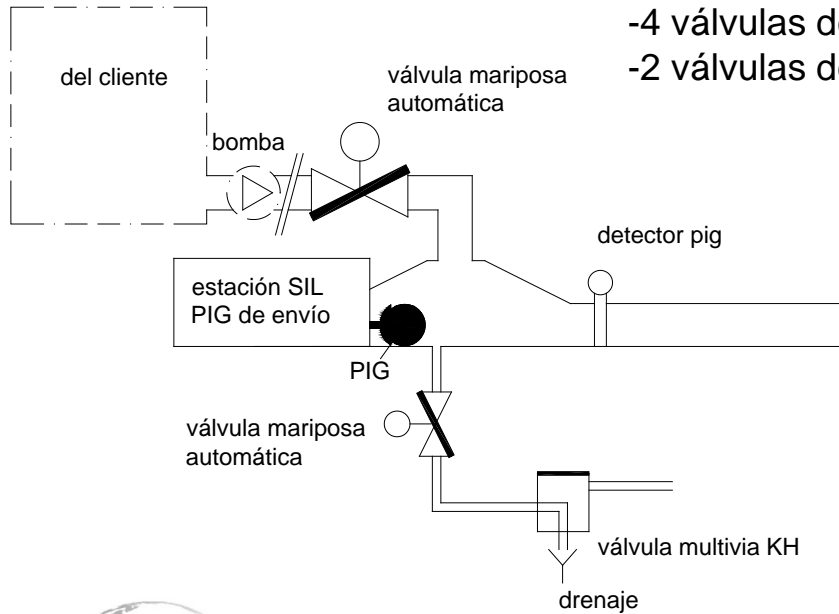 -4 válvulas
-2 válvulas
del cliente
válvula mariposa
automática
bomba
detector pig
estación SIL
PIG de envío
PIG
válvula mariposa
automática
válvula multivia KH
drenaje